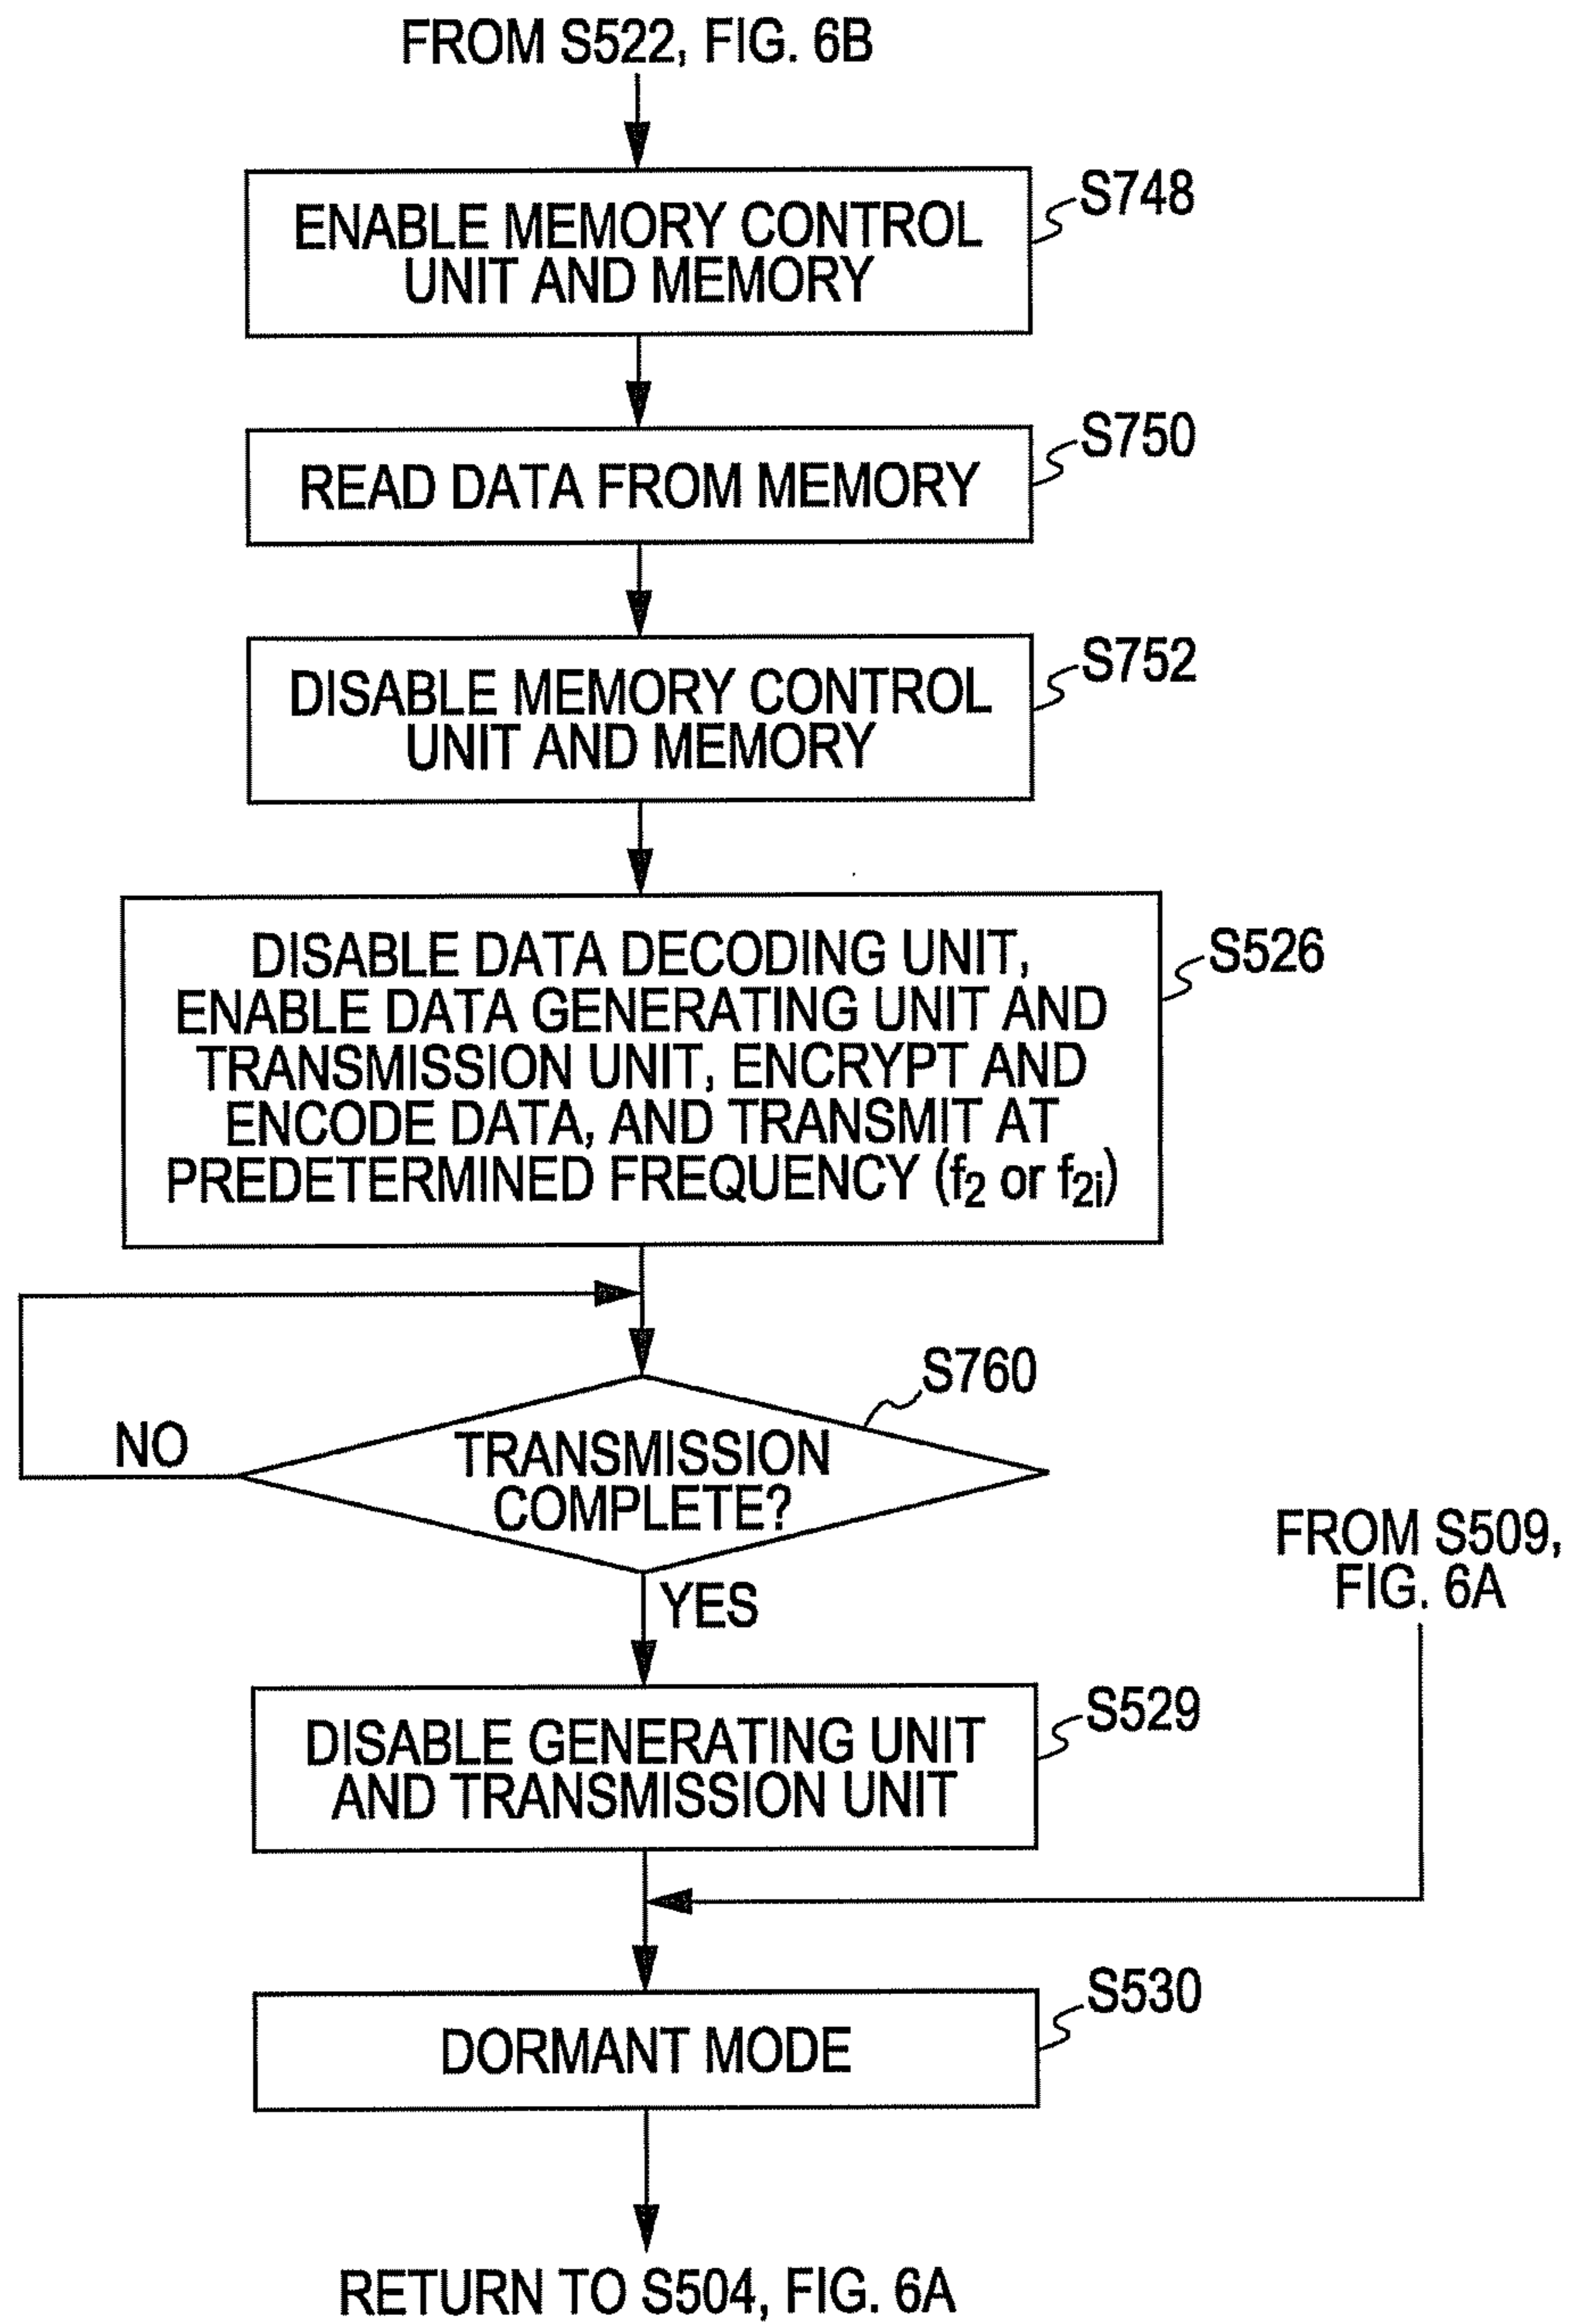 FROM S522, FIG. 6B
S748
ENABLE MEMORY CONTROL
UNIT AND MEMORY
S750
READ DATA FROM MEMORY
S752
DISABLE MEMORY CONTROL
UNIT AND MEMORY
S526
DISABLE DATA DECODING UNIT,
ENABLE DATA GENERATING UNIT AND
TRANSMISSION UNIT, ENCRYPT AND
ENCODE DATA, AND TRANSMIT AT
PREDETERMINED FREQUENCY (f2 or f2i)
S760
NO
TRANSMISSION
COMPLETE?
YES
FROM S509,
FIG. 6A
S529
DISABLE GENERATING UNIT
AND TRANSMISSION UNIT
S530
DORMANT MODE
RETURN TO S504, FIG. 6A